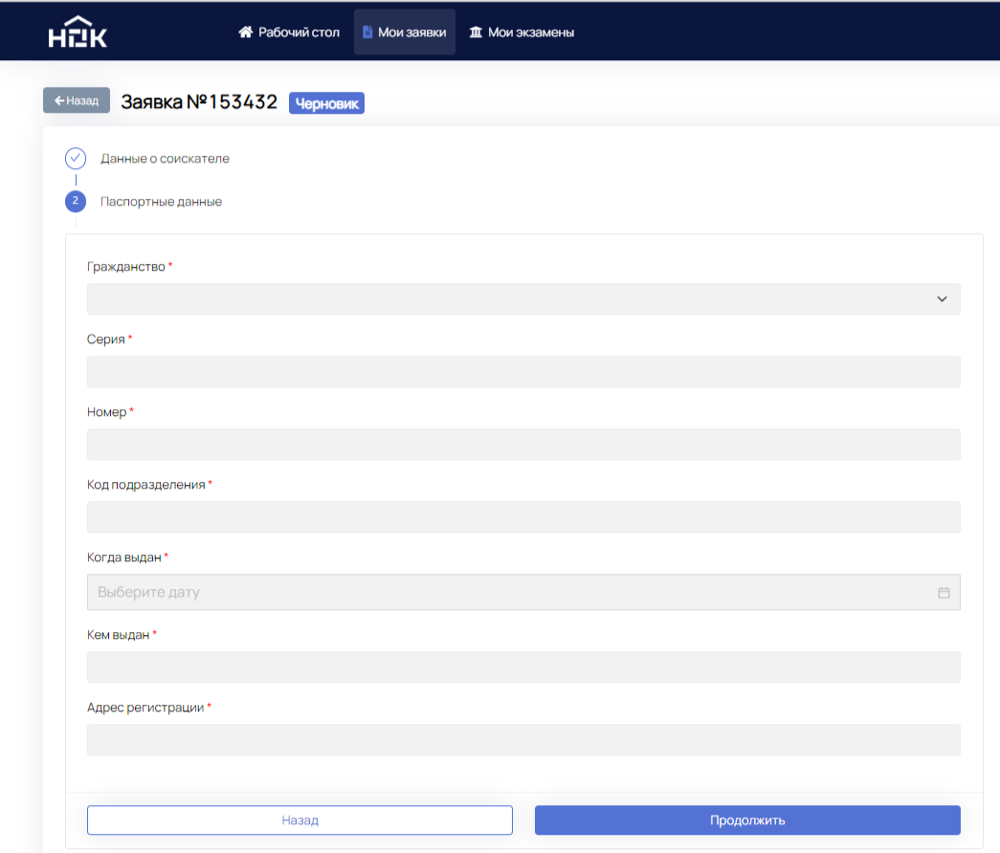 НОК
Рабочий стол Мои заявки Мои экзамены
Назад Заявка №153432 Черновик
Данные о соискателе
2 Паспортные данные
Гражданство *
Серия *
Номер *
Код подразделения *
Когда выдан *
Выберите дату
Кем выдан *
Адрес регистрации *
Назад Продолжить